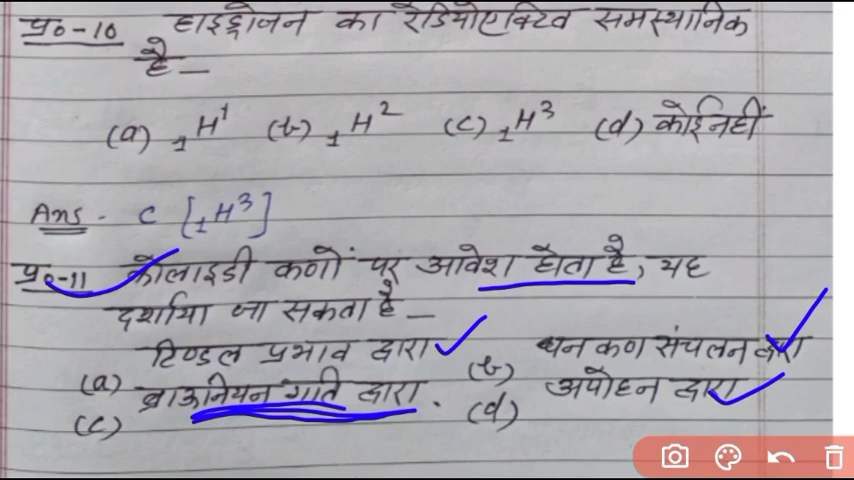 प्र०-10 हाइड्रोजन का रेडियोएक्टिव समस्थानिक
है—
(a) ₁H¹ (b) ₁H² (c) ₁H³ (d) कोई नहीं
Ans - C [₁H³]
प्र०-11 कोलाइडी कणों पर आवेश होता है, यह
दर्शाया जा सकता है—
(a) टिण्डल प्रभाव द्वारा (b) धन कण संचलन द्वारा
(c) ब्राऊनियन गति द्वारा. (d) अपोहन द्वारा